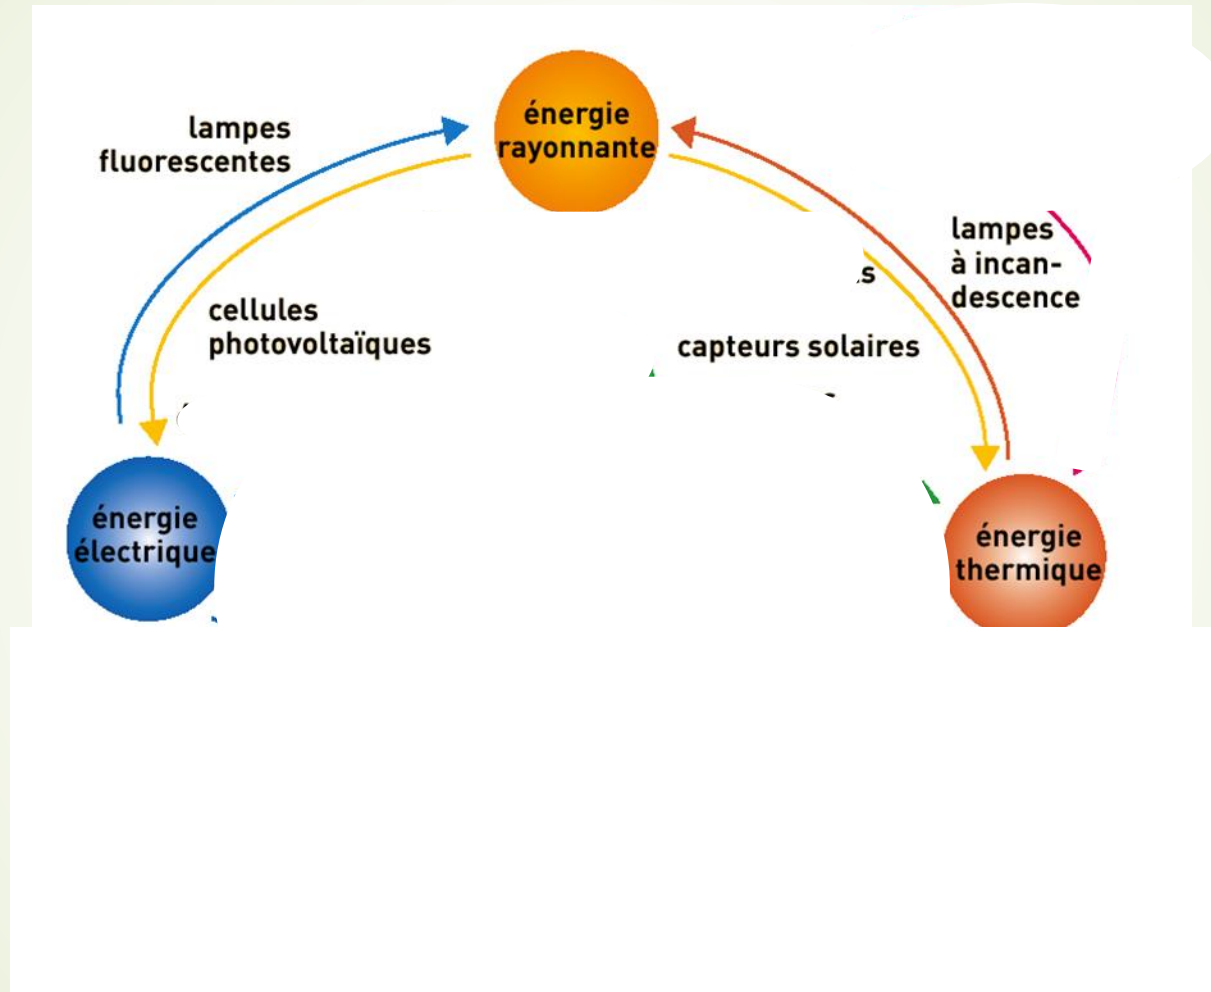 énergie
rayonnante
lampes
fluorescentes
cellules
photovoltaïques
lampes
à incan-
descence
s
capteurs solaires
énergie
électrique
énergie
thermique